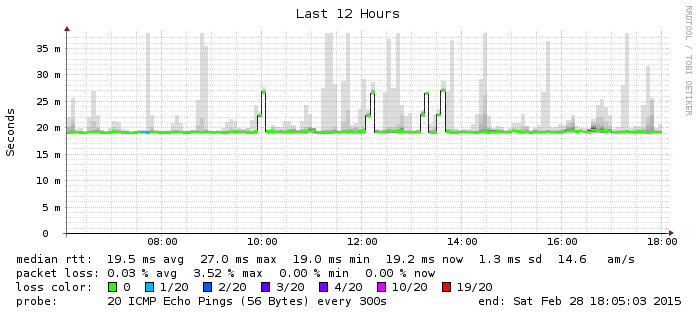 Last 12 Hours
RRDTOOL / TOBI OETIKER
Seconds
35 m
30 m
25 m
20 m
15 m
10 m
5 m
0
08:00 10:00 12:00 14:00 16:00 18:00
median rtt: 19.5 ms avg 27.0 ms max 19.0 ms min 19.2 ms now 1.3 ms sd 14.6 am/s
packet loss: 0.03 % avg 3.52 % max 0.00 % min 0.00 % now
loss color: 0 1/20 2/20 3/20 4/20 10/20 19/20
probe: 20 ICMP Echo Pings (56 Bytes) every 300s end: Sat Feb 28 18:05:03 2015